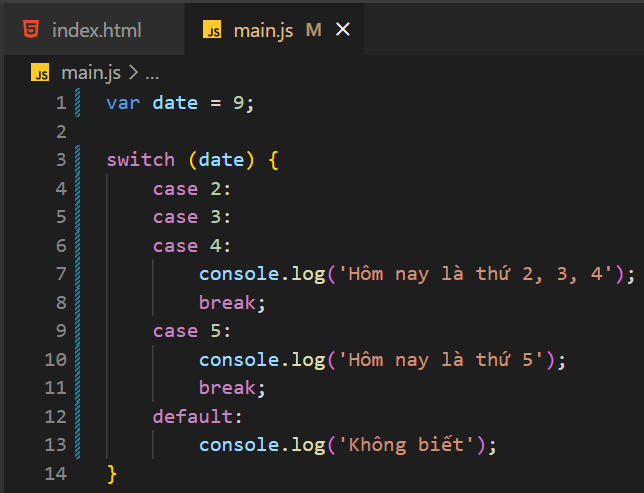 index.html JS main.js M ×
JS main.js > ...
1 var date = 9;
2
3 switch (date) {
4     case 2:
5     case 3:
6     case 4:
7         console.log('Hôm nay là thứ 2, 3, 4');
8         break;
9     case 5:
10         console.log('Hôm nay là thứ 5');
11         break;
12     default:
13         console.log('Không biết');
14 }